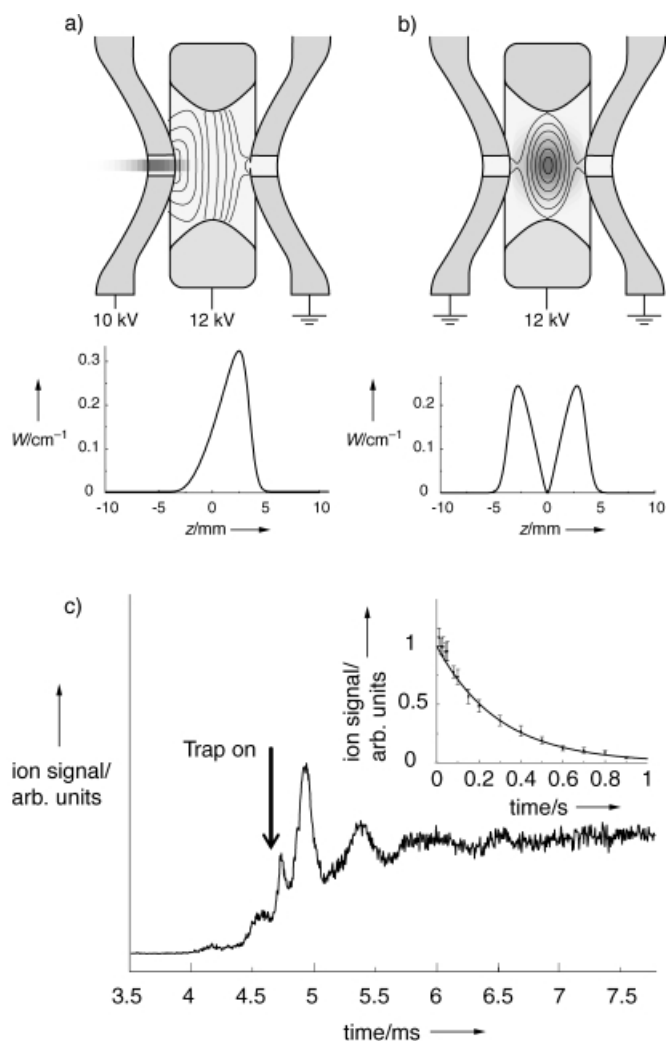 a)
b)
10 kV
12 kV
12 kV
0.3
0.2
W/cm⁻¹
0.1
0
-10
-5
0
5
10
z/mm
0.3
0.2
W/cm⁻¹
0.1
0
-10
-5
0
5
10
z/mm
c)
ion signal/
arb. units
Trap on
ion signal/
arb. units
1
0.5
0
0
0.2
0.4
0.6
0.8
1
time/s
3.5
4
4.5
5
5.5
6
6.5
7
7.5
time/ms